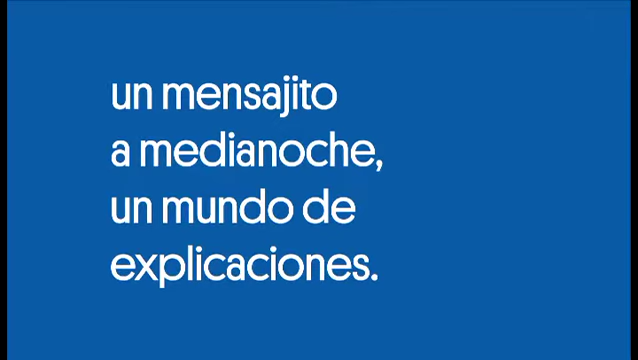 un mensajito
a medianoche,
un mundo de
explicaciones.